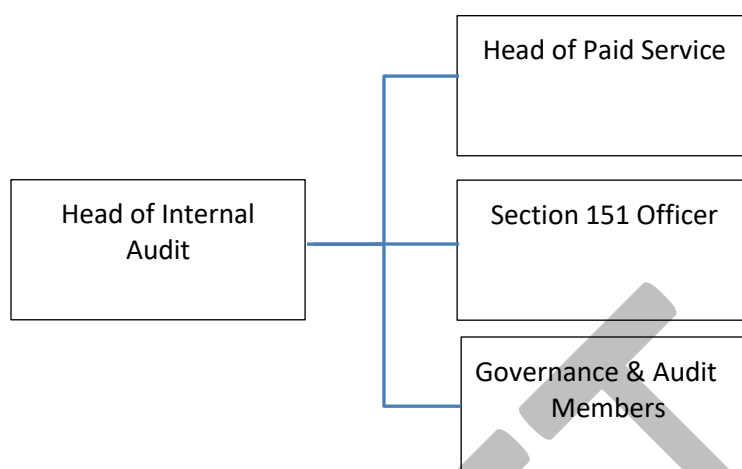 Head of Paid Service
Head of Internal
Audit
Section 151 Officer
Governance & Audit
Members